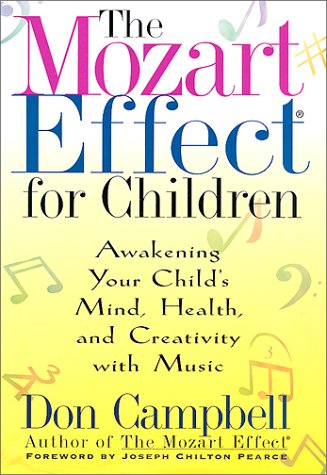 The
Mozart
Effect®
for Children
Awakening
Your Child's
Mind, Health,
and Creativity
with Music
Don Campbell
Author of The Mozart Effect®
Foreword by Joseph Chilton Pearce